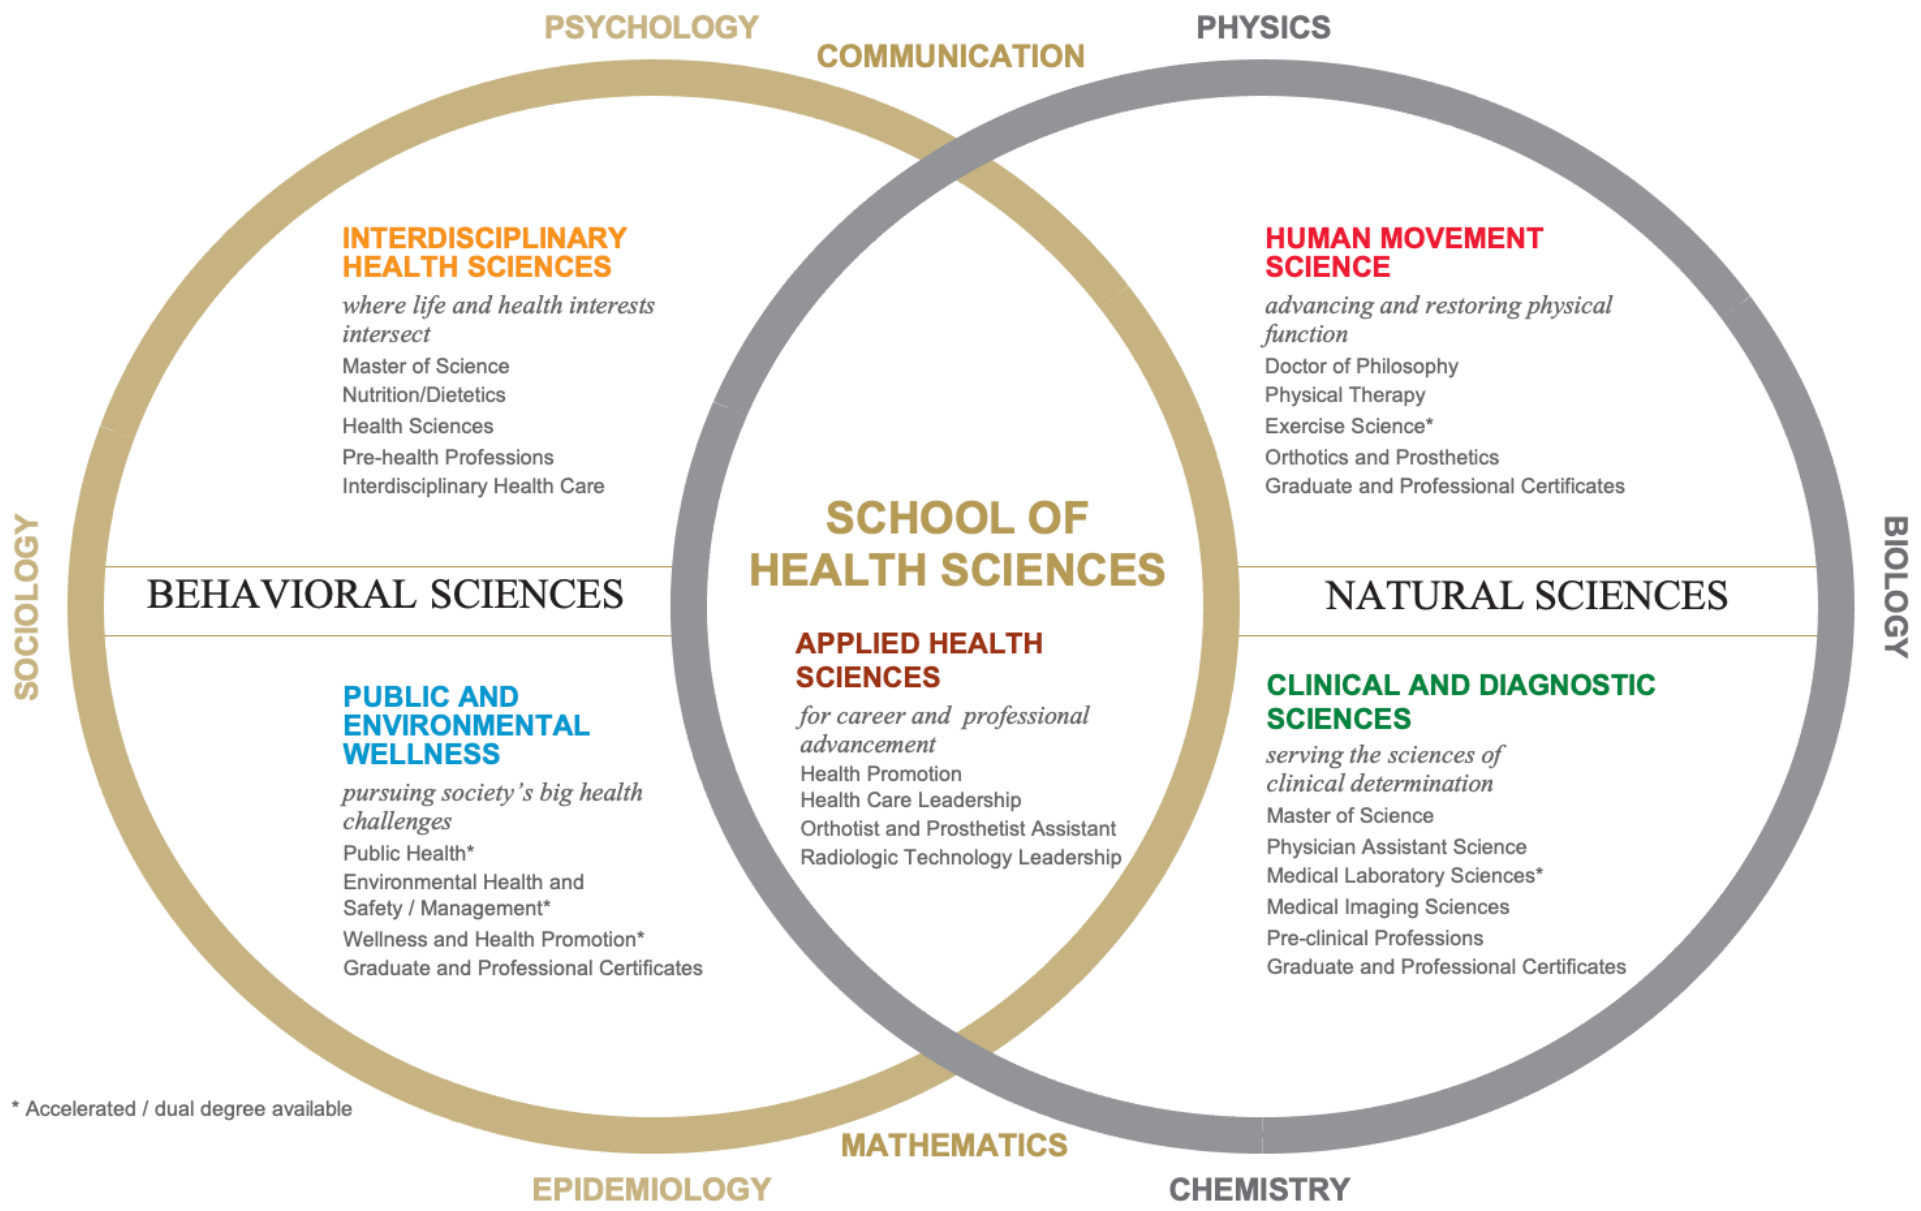 PSYCHOLOGY
COMMUNICATION
PHYSICS
INTERDISCIPLINARY
HEALTH SCIENCES
where life and health interests
intersect
Master of Science
Nutrition/Dietetics
Health Sciences
Pre-health Professions
Interdisciplinary Health Care
HUMAN MOVEMENT
SCIENCE
advancing and restoring physical
function
Doctor of Philosophy
Physical Therapy
Exercise Science*
Orthotics and Prosthetics
Graduate and Professional Certificates
SOCIOLOGY
BEHAVIORAL SCIENCES
SCHOOL OF
HEALTH SCIENCES
NATURAL SCIENCES
BIOLOGY
PUBLIC AND
ENVIRONMENTAL
WELLNESS
pursuing society’s big health
challenges
Public Health*
Environmental Health and
Safety / Management*
Wellness and Health Promotion*
Graduate and Professional Certificates
APPLIED HEALTH
SCIENCES
for career and professional
advancement
Health Promotion
Health Care Leadership
Orthotist and Prosthetist Assistant
Radiologic Technology Leadership
CLINICAL AND DIAGNOSTIC
SCIENCES
serving the sciences of
clinical determination
Master of Science
Physician Assistant Science
Medical Laboratory Sciences*
Medical Imaging Sciences
Pre-clinical Professions
Graduate and Professional Certificates
* Accelerated / dual degree available
MATHEMATICS
EPIDEMIOLOGY
CHEMISTRY